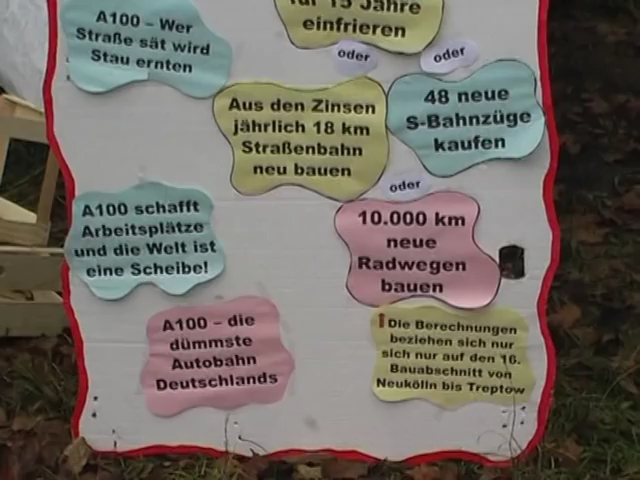 A100 – Wer
Straße sät wird
Stau ernten
für 15 Jahre
einfrieren
oder
oder
Aus den Zinsen
jährlich 18 km
Straßenbahn
neu bauen
48 neue
S-Bahnzüge
kaufen
oder
A100 schafft
Arbeitsplätze
und die Welt ist
eine Scheibe!
10.000 km
neue
Radwegen
bauen
A100 – die
dümmste
Autobahn
Deutschlands
! Die Berechnungen
beziehen sich nur
sich nur auf den 16.
Bauabschnitt von
Neukölln bis Treptow